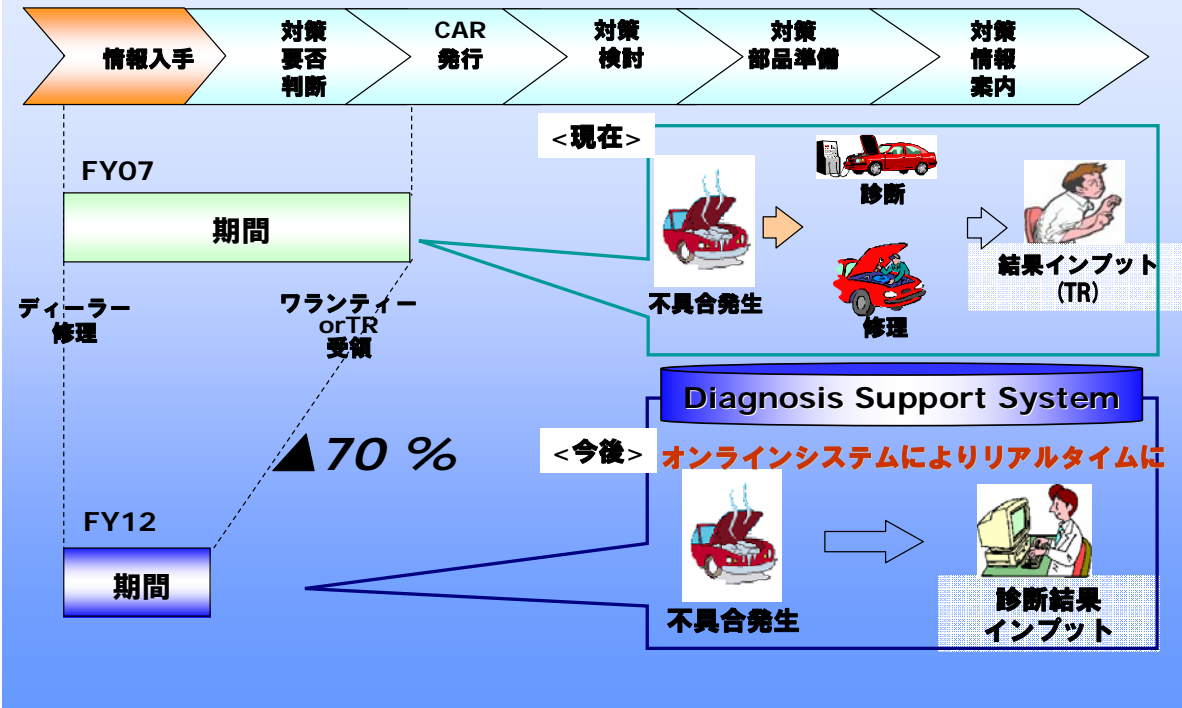 情報入手
対策
要否
判断
CAR
発行
対策
検討
対策
部品準備
対策
情報
案内
FY07
期間
ディーラー
修理
ワランティー
orTR
受領
▲70 %
FY12
期間
<現在>
不具合発生
診断
修理
結果インプット
(TR)
Diagnosis Support System
<今後>
オンラインシステムによりリアルタイムに
不具合発生
診断結果
インプット